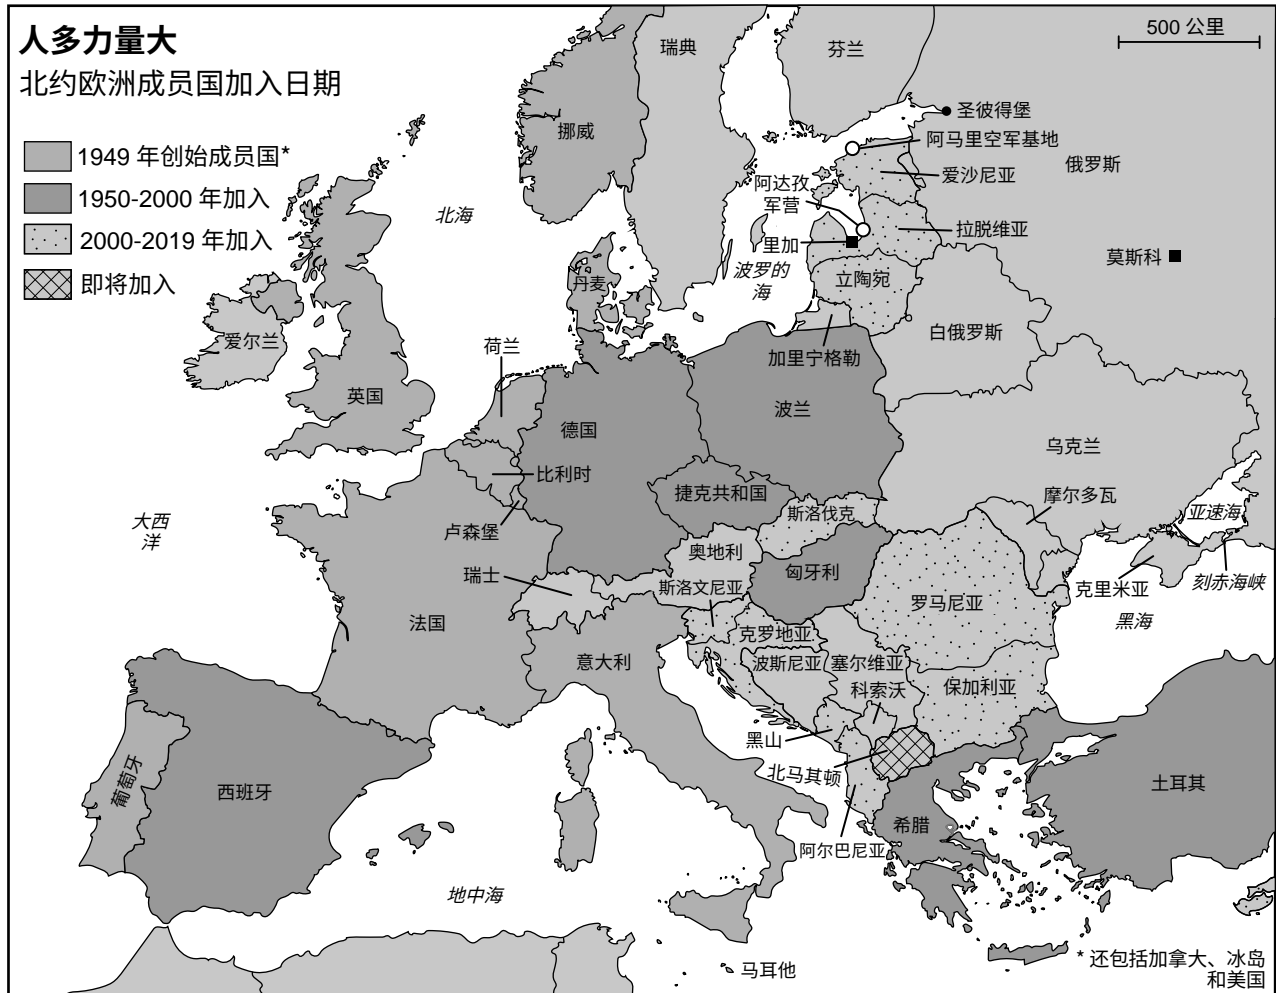 人多力量大
北约欧洲成员国加入日期
1949 年创始成员国*
1950-2000 年加入
2000-2019 年加入
即将加入
500 公里
瑞典
芬兰
挪威
圣彼得堡
阿马里空军基地
俄罗斯
爱沙尼亚
阿达孜
军营
北海
拉脱维亚
里加
莫斯科
波罗的
海
丹麦
立陶宛
白俄罗斯
爱尔兰
荷兰
加里宁格勒
英国
波兰
德国
乌克兰
比利时
捷克共和国
摩尔多瓦
斯洛伐克
亚速海
大西
洋
卢森堡
奥地利
瑞士
匈牙利
斯洛文尼亚
克里米亚
刻赤海峡
罗马尼亚
黑海
法国
克罗地亚
意大利
波斯尼亚
塞尔维亚
科索沃
保加利亚
黑山
北马其顿
葡萄牙
西班牙
土耳其
希腊
阿尔巴尼亚
地中海
马耳他
* 还包括加拿大、冰岛
和美国